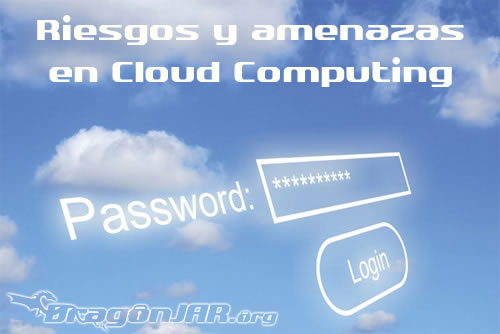 Riesgos y amenazas
en Cloud Computing
Password: **********
Login
DragonJAR.org